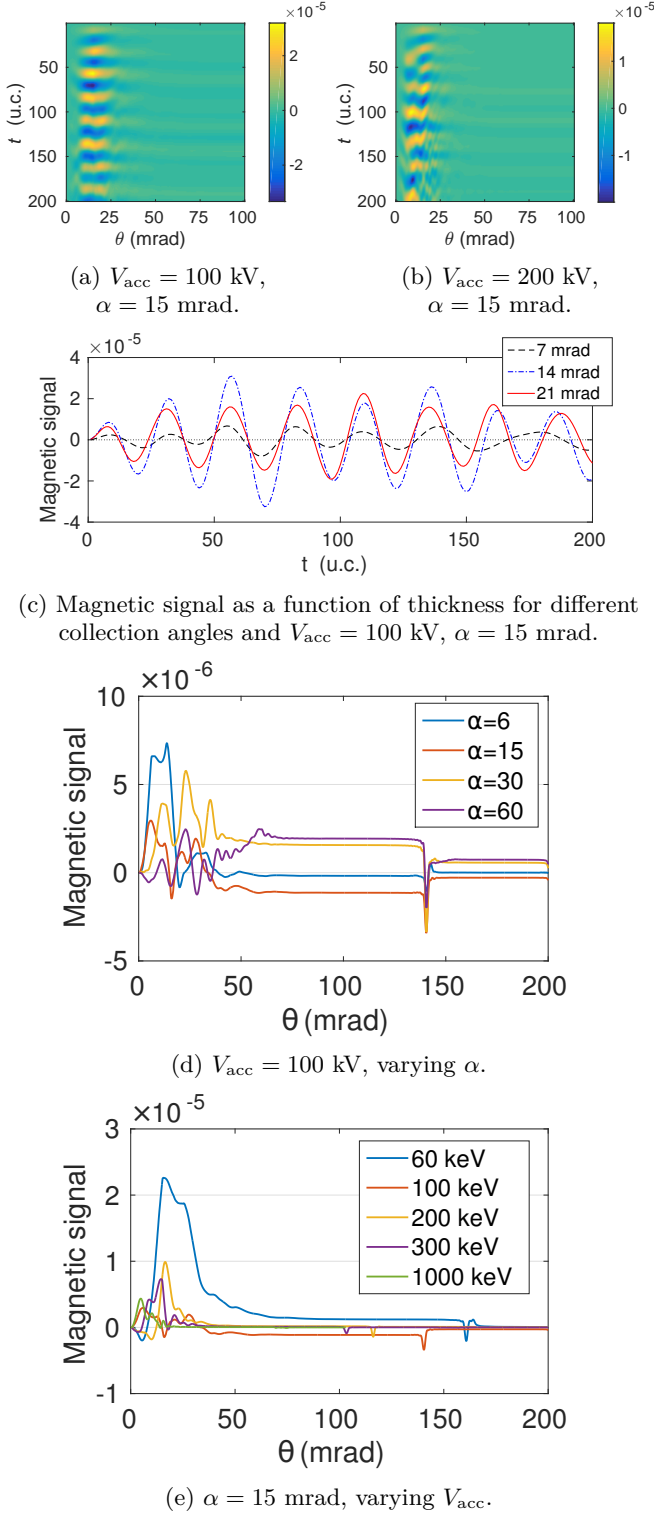 ×10⁻⁵
50
100
150
200
t (u.c.)
0 25 50 75 100
θ (mrad)
2
0
-2
(a) V_acc = 100 kV,
α = 15 mrad.
×10⁻⁵
50
100
150
200
t (u.c.)
0 25 50 75 100
θ (mrad)
1
0
-1
(b) V_acc = 200 kV,
α = 15 mrad.
×10⁻⁵
4
2
0
-2
-4
Magnetic signal
7 mrad
14 mrad
21 mrad
0 50 100 150 200
t (u.c.)
(c) Magnetic signal as a function of thickness for different
collection angles and V_acc = 100 kV, α = 15 mrad.
×10⁻⁶
10
5
0
-5
Magnetic signal
α=6
α=15
α=30
α=60
0 50 100 150 200
θ (mrad)
(d) V_acc = 100 kV, varying α.
×10⁻⁵
3
2
1
0
-1
Magnetic signal
60 keV
100 keV
200 keV
300 keV
1000 keV
0 50 100 150 200
θ (mrad)
(e) α = 15 mrad, varying V_acc.